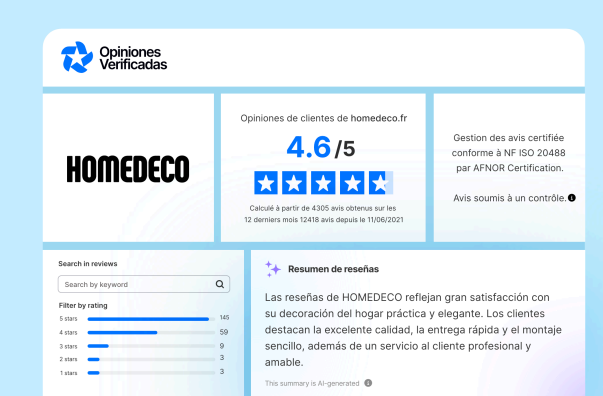 Opiniones
Verificadas
HOMEDECO
Opiniones de clientes de homedeco.fr
4.6/5
Calculé à partir de 4305 avis obtenus sur les
12 derniers mois 12418 avis depuis le 11/06/2021
Gestion des avis certifiée
conforme à NF ISO 20488
par AFNOR Certification.
Avis soumis à un contrôle.
Search in reviews
Search by keyword
Filter by rating
5 stars 145
4 stars 59
3 stars 9
2 stars 3
1 stars 3
Resumen de reseñas
Las reseñas de HOMEDECO reflejan gran satisfacción con
su decoración del hogar práctica y elegante. Los clientes
destacan la excelente calidad, la entrega rápida y el montaje
sencillo, además de un servicio al cliente profesional y
amable.
This summary is AI-generated